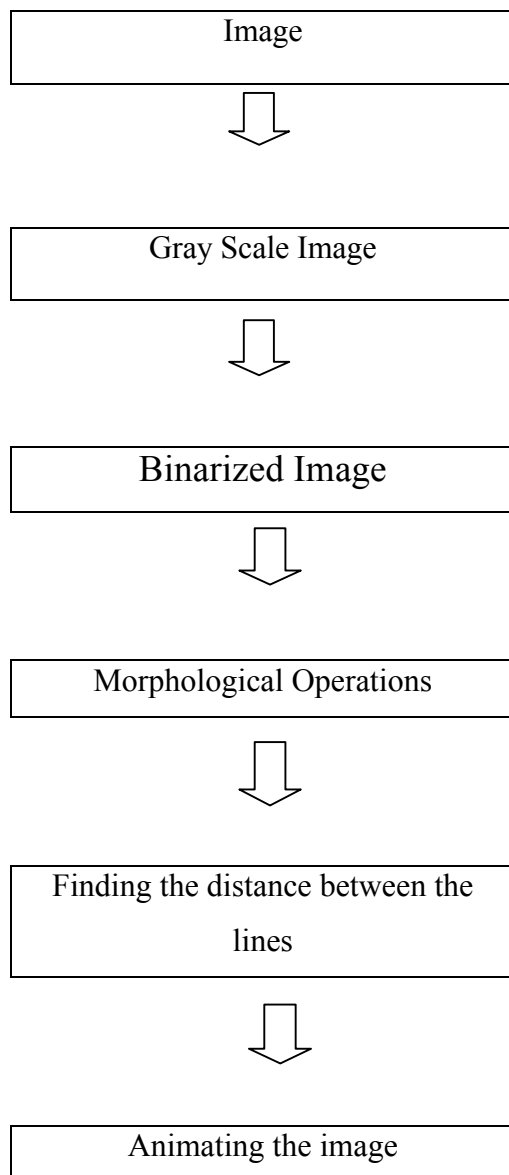 Image
Gray Scale Image
Binarized Image
Morphological Operations
Finding the distance between the
lines
Animating the image